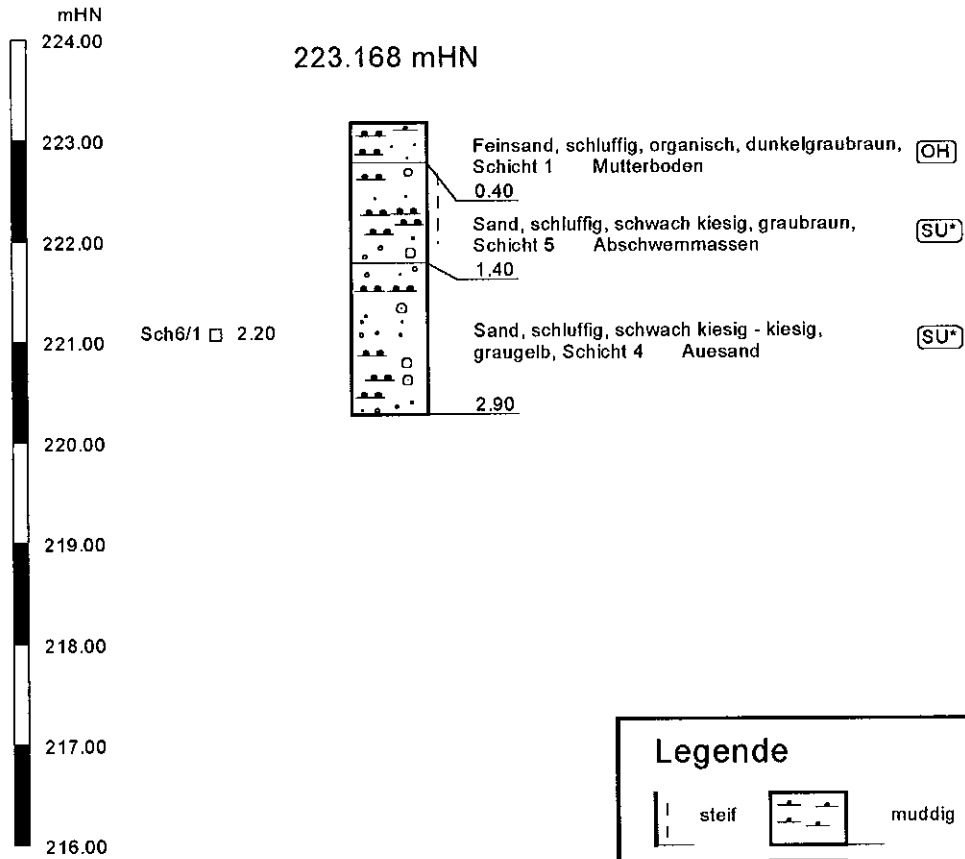 mHN
224.00
223.168 mHN
223.00
Feinsand, schluffig, organisch, dunkelgraubraun, OH
Schicht 1 Mutterboden
0.40
Sand, schluffig, schwach kiesig, graubraun, SU*
222.00
Schicht 5 Abschwemmassen
1.40
Sch6/1 2.20
221.00
Sand, schluffig, schwach kiesig - kiesig, SU*
graugelb, Schicht 4 Auesand
2.90
220.00
219.00
218.00
217.00
Legende
steif muddig
216.00